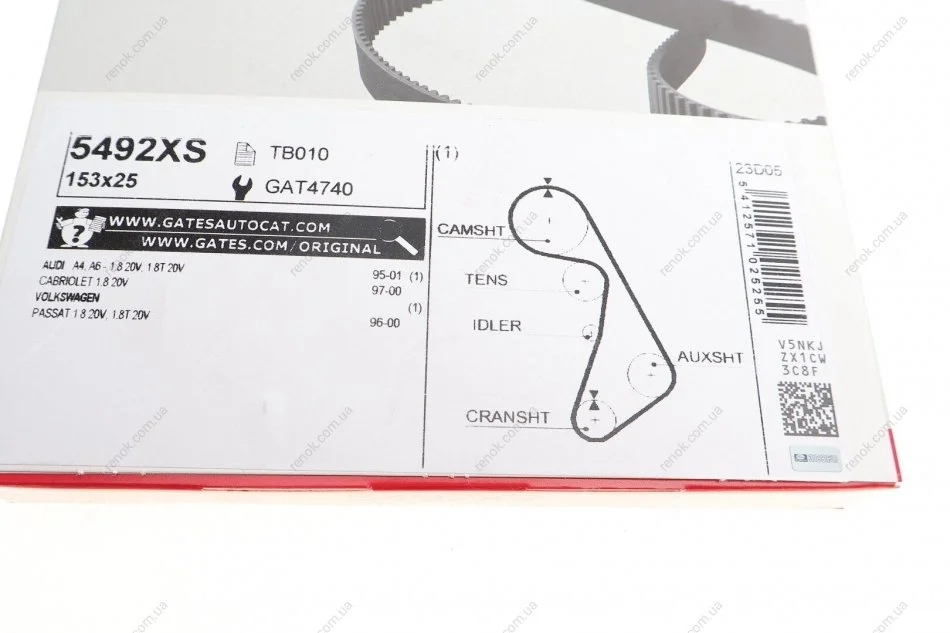 5492XS
153x25
TB010
GAT4740
WWW.GATESAUTOCAT.COM
WWW.GATES.COM/ORIGINAL
AUDI A4, A6 - 1.8 20V, 1.8T 20V 95-01 (1)
CABRIOLET 1.8 20V 97-00
VOLKSWAGEN (1)
PASSAT 1.8 20V, 1.8T 20V 96-00
(1)
CAMSHT
TENS
IDLER
AUXSHT
CRANSHT
23D05
5412571025255
V5NKJ
ZX1CW
3C8F
renok.com.ua